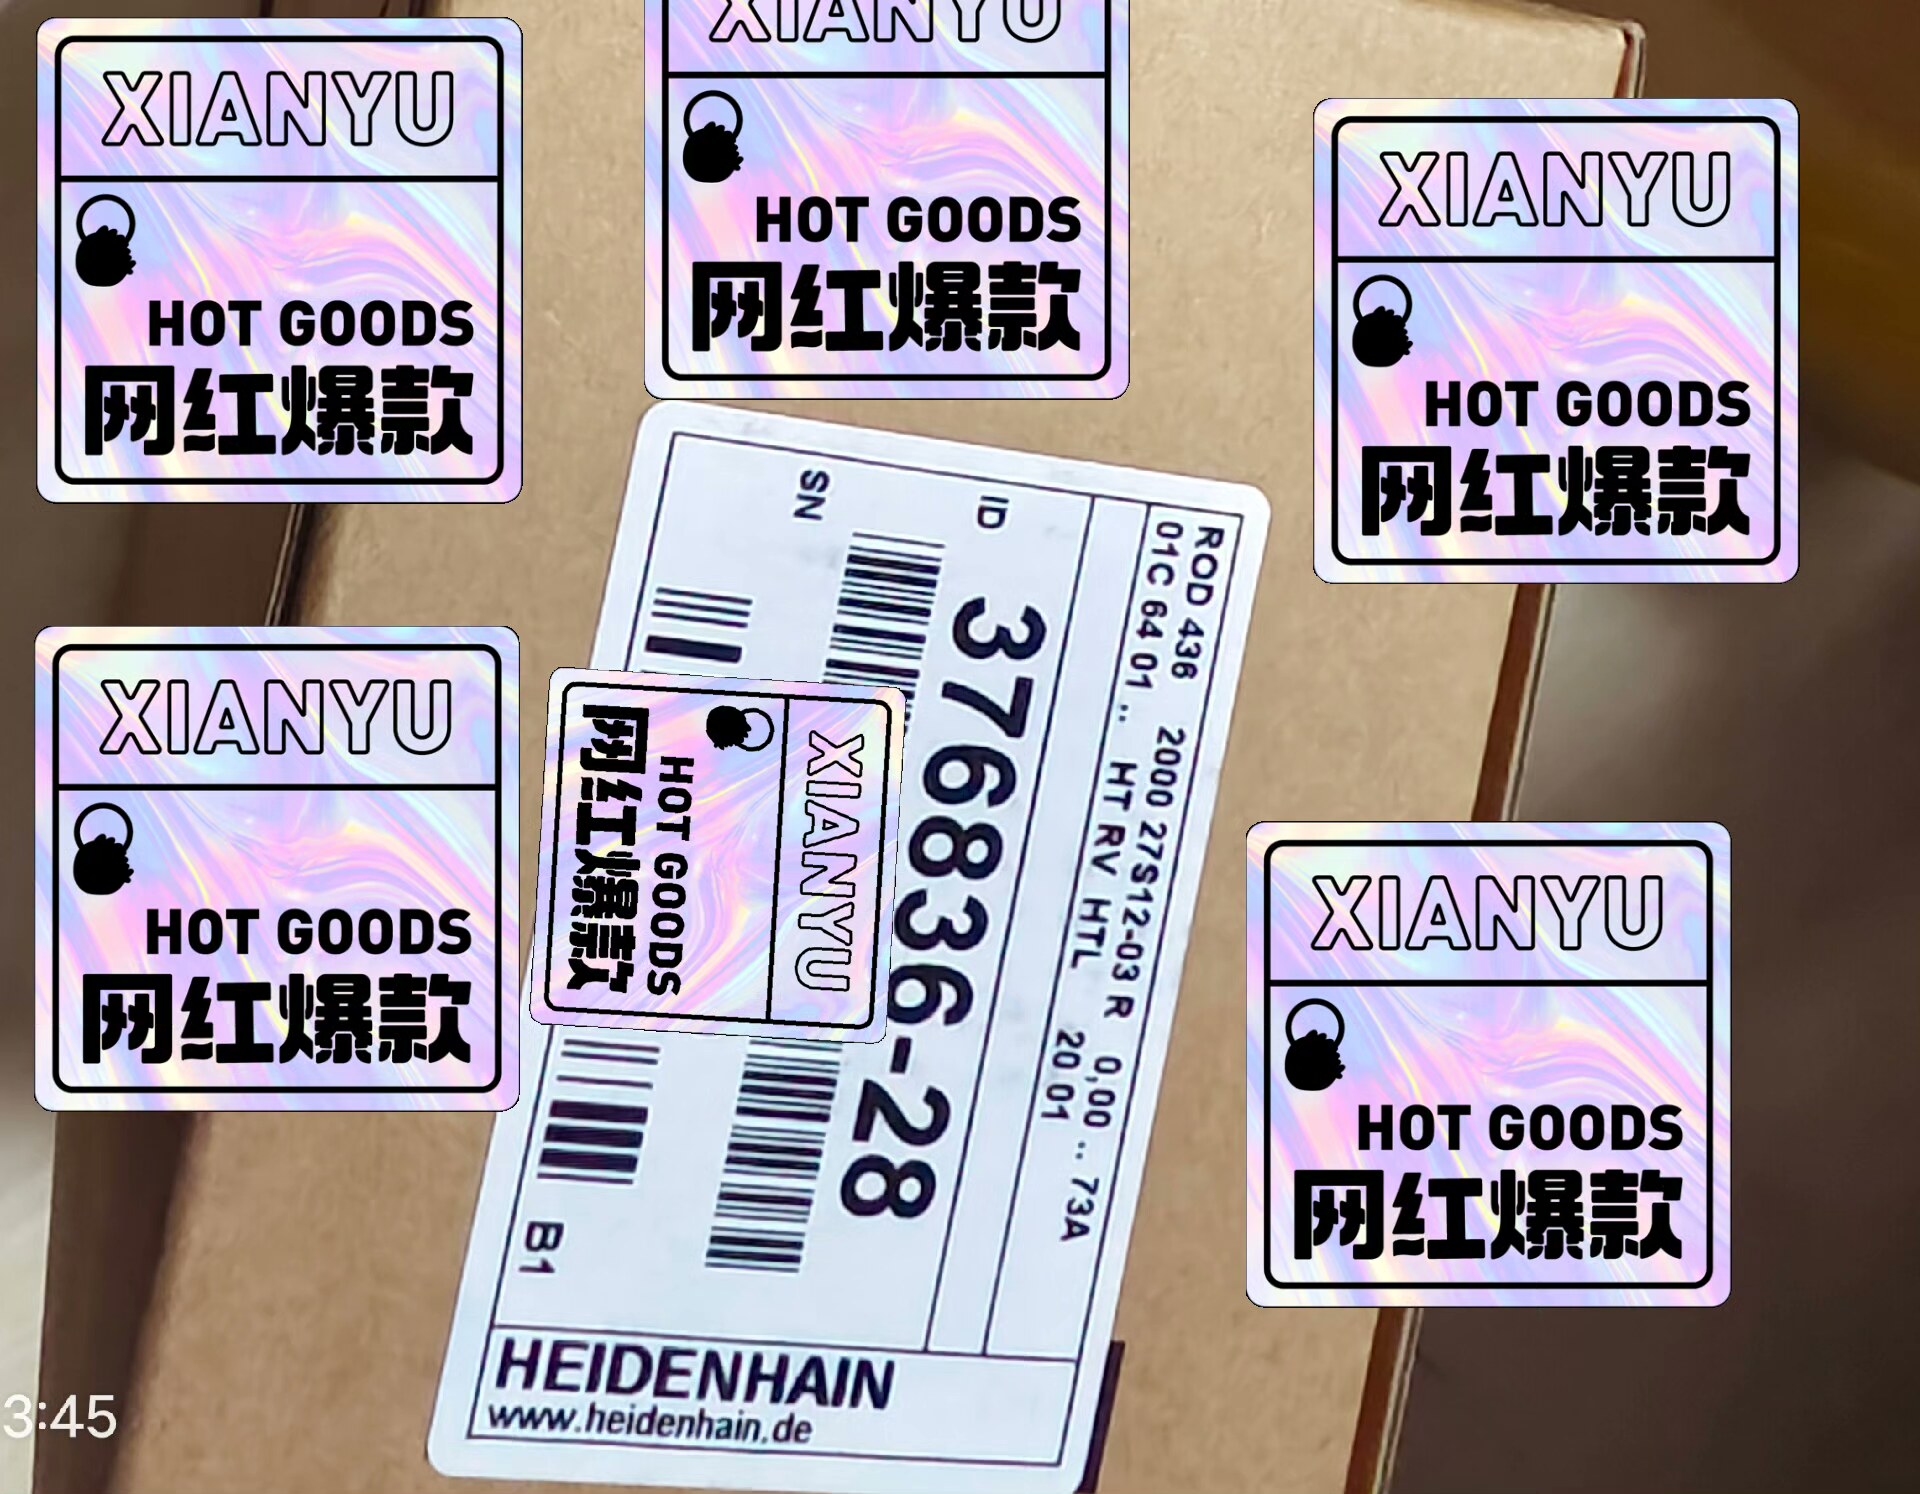 XIANYU
HOT GOODS
网红爆款
XIANYU
HOT GOODS
网红爆款
XIANYU
HOT GOODS
网红爆款
ROD 436 2000 27S12-03 R 0,00 .. 73A
01C 64 01 .. HT RV HTL 20 01
ID 376836-28
SN
B1
HEIDENHAIN
www.heidenhain.de
XIANYU
HOT GOODS
网红爆款
XIANYU
HOT GOODS
网红爆款
XIANYU
HOT GOODS
网红爆款
3:45